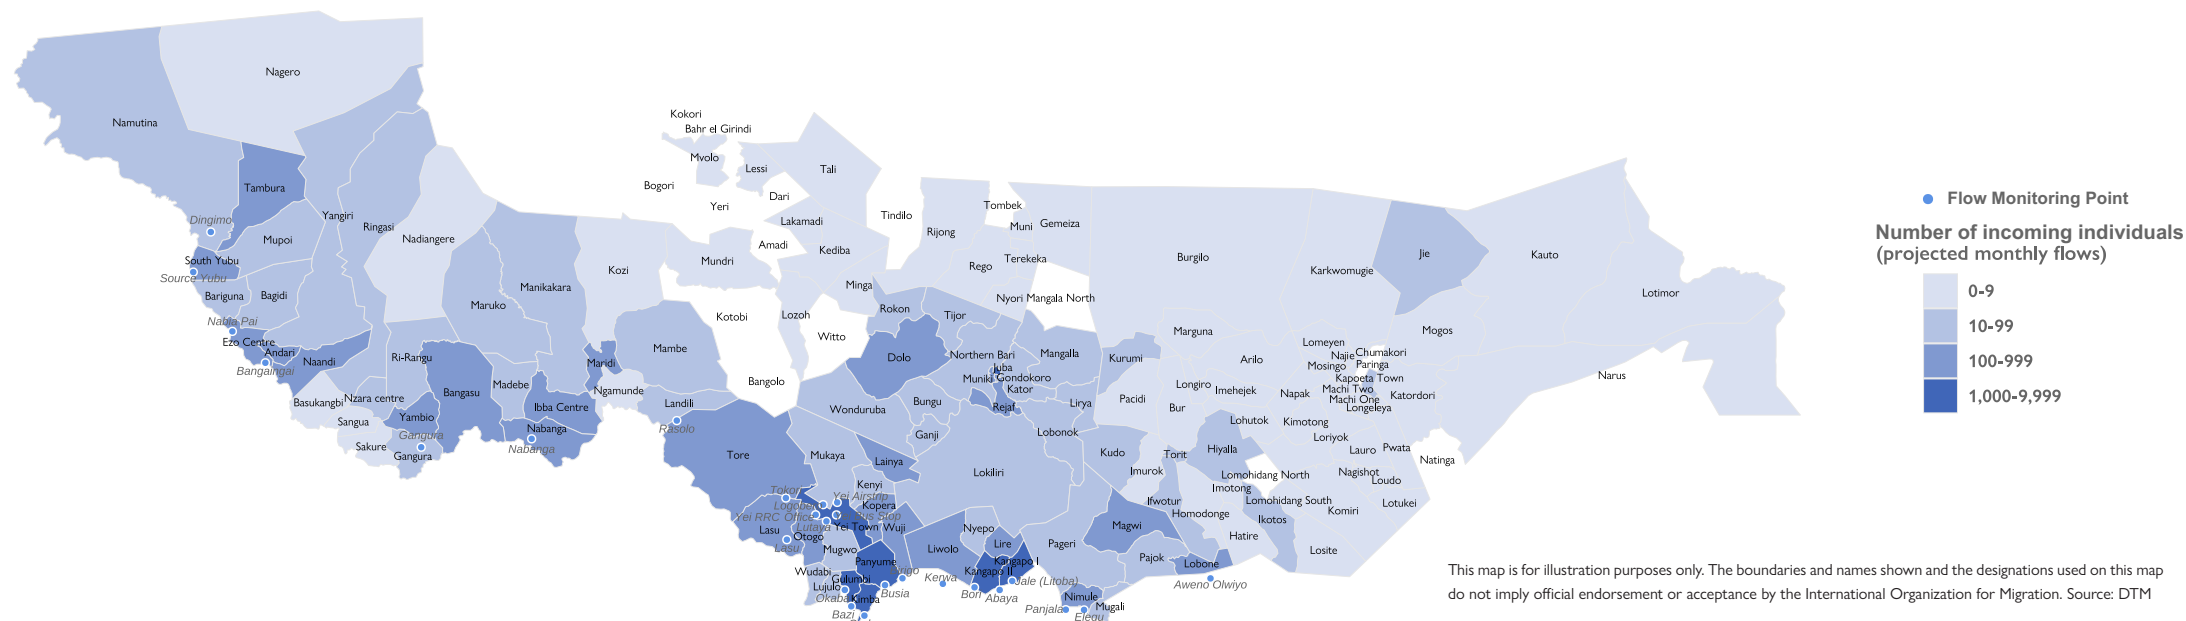 Nagero
Namutina
Kokori
Bahr el Girindi
Mvolo
Lessi
Tali
Bogori
Dari
Yeri
Tambura
Dingimo
Yangiri
Ringasi
Nadiangere
Mupoi
South Yubu
Source Yubu
Bariguna
Bagidi
Nabia Pai
Ezo Centre
Andari
Naandi
Bangaingai
Basukangbi
Nzara centre
Sangua
Sakure
Yambio
Gangura
Gangura
Ri-Rangu
Bangasu
Maruko
Manikakara
Madebe
Ibba Centre
Nabanga
Nabanga
Maridi
Ngamunde
Kozi
Mambe
Landili
Rasolo
Mundri
Amadi
Lakamadi
Kediba
Minga
Kotobi
Lozoh
Witto
Bangolo
Tindilo
Rijong
Tombek
Muni
Gemeiza
Terekeka
Rego
Nyori
Mangala North
Rokon
Tijor
Dolo
Northern Bari
Juba
Muniki
Gondokoro
Kator
Rejaf
Mangalla
Kurumi
Lirya
Wonduruba
Bungu
Ganji
Lobonok
Lokiliri
Tore
Mukaya
Lainya
Kenyi
Tokori
Yei Airstrip
Kopera
Yei RRC Office
Lutaya
Yei Town
Wuji
Lasu
Lasu
Otogo
Mugwo
Panyume
Wudabi
Gulumbi
Lujulo
Kimba
Bazi
Busia
Kerwa
Liwolo
Nyepo
Lire
Kangapo I
Kangapo II
Bori
Abaya
Jale (Litoba)
Pageri
Panjala
Nimule
Elegu
Mugali
Magwi
Pajok
Lobone
Aweno Olwiyo
Burgilo
Karkwomugie
Jie
Kauto
Lotimor
Mogos
Marguna
Arilo
Lomeyen
Najie
Chumakori
Mosingo
Paringa
Kapoeta Town
Machi Two
Machi One
Katordori
Longeleya
Narus
Longiro
Imehejek
Napak
Pacidi
Bur
Lohutok
Kimotong
Loriyok
Lauro
Pwata
Natinga
Kudo
Torit
Hiyalla
Imurok
Lomohidang North
Nagishot
Loudo
Imotong
Lomohidang South
Lotukei
Ifwotur
Homodonge
Ikotos
Komiri
Hatire
Losite
Flow Monitoring Point
Number of incoming individuals
(projected monthly flows)
0-9
10-99
100-999
1,000-9,999
This map is for illustration purposes only. The boundaries and names shown and the designations used on this map
do not imply official endorsement or acceptance by the International Organization for Migration. Source: DTM